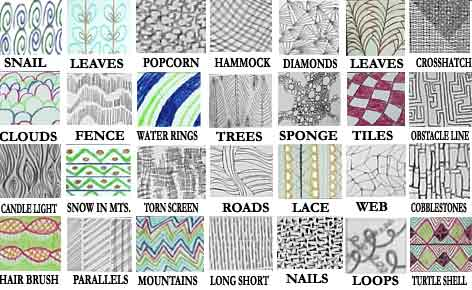 SNAIL LEAVES POPCORN HAMMOCK DIAMONDS LEAVES CROSSHATCH
CLOUDS FENCE WATER RINGS TREES SPONGE TILES OBSTACLE LINE
CANDLE LIGHT SNOW IN MTS. TORN SCREEN ROADS LACE WEB COBBLESTONES
HAIR BRUSH PARALLELS MOUNTAINS LONG SHORT NAILS LOOPS TURTLE SHELL